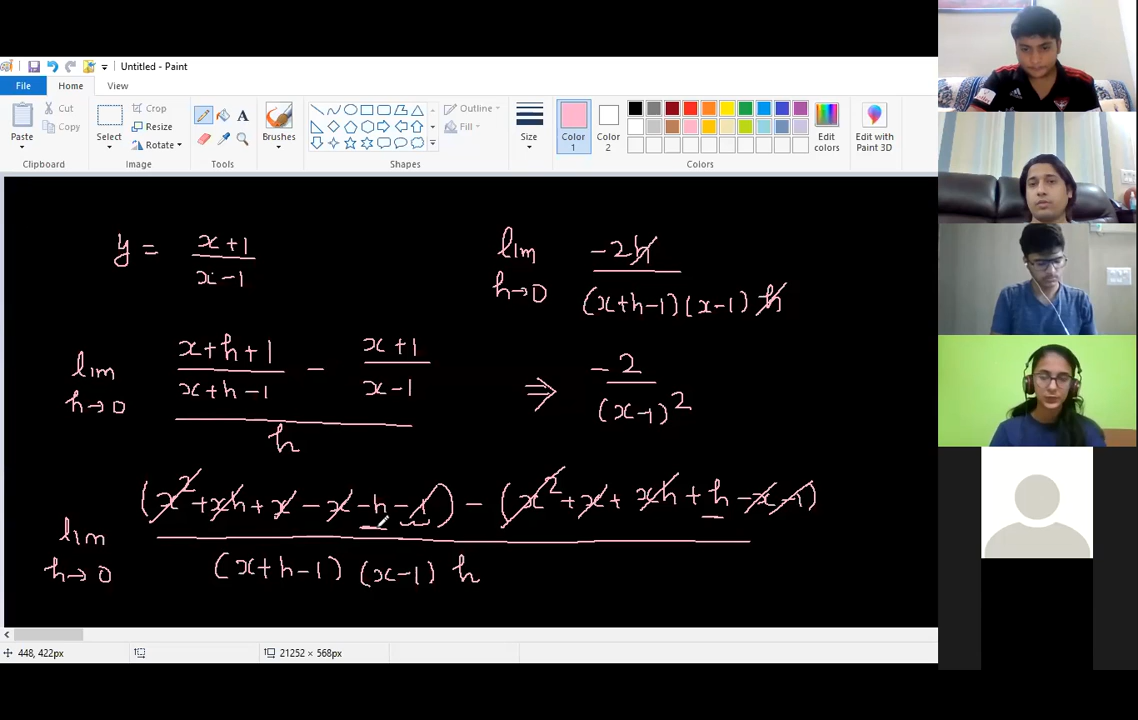 Untitled - Paint
File Home View
Paste
Cut
Copy
Clipboard
Select
Crop
Resize
Rotate
Image
A
Tools
Brushes
Shapes
Outline
Fill
Size
Color 1
Color 2
Edit colors
Colors
Edit with Paint 3D
y = x+1 / x-1
lim h→0 x+h+1 / x+h-1 - x+1 / x-1
h
lim h→0 (x²+xh+x-x-h-1) - (x²+x+xh+h-x-1)
(x+h-1) (x-1) h
lim h→0 -2h
(x+h-1)(x-1) h
⇒ -2 / (x-1)²
448, 422px
21252 × 568px